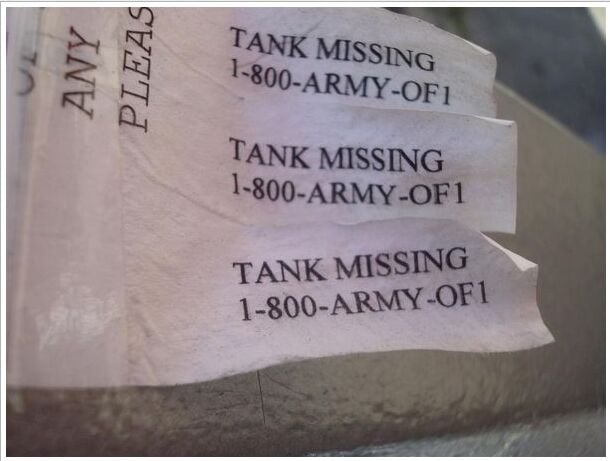 ANY
PLEAS
TANK MISSING
1-800-ARMY-OF1
TANK MISSING
1-800-ARMY-OF1
TANK MISSING
1-800-ARMY-OF1